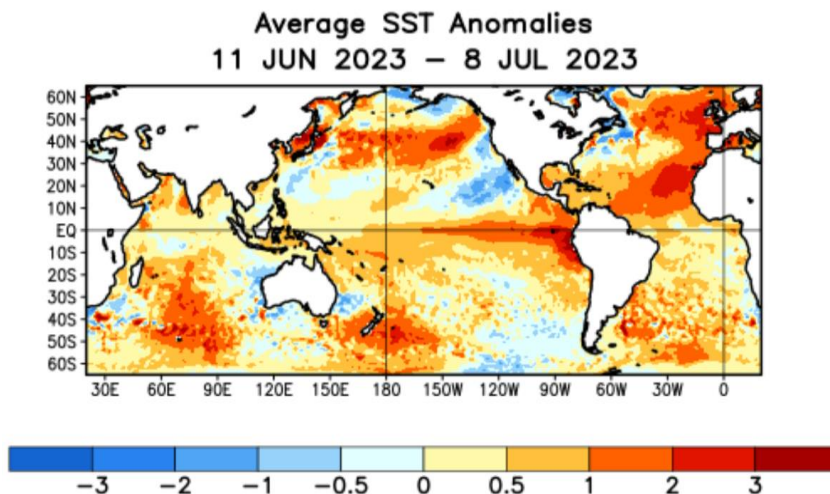 Average SST Anomalies
11 JUN 2023 – 8 JUL 2023
60N
50N
40N
30N
20N
10N
EQ
10S
20S
30S
40S
50S
60S
30E 60E 90E 120E 150E 180 150W 120W 90W 60W 30W 0
−3 −2 −1 −0.5 0 0.5 1 2 3